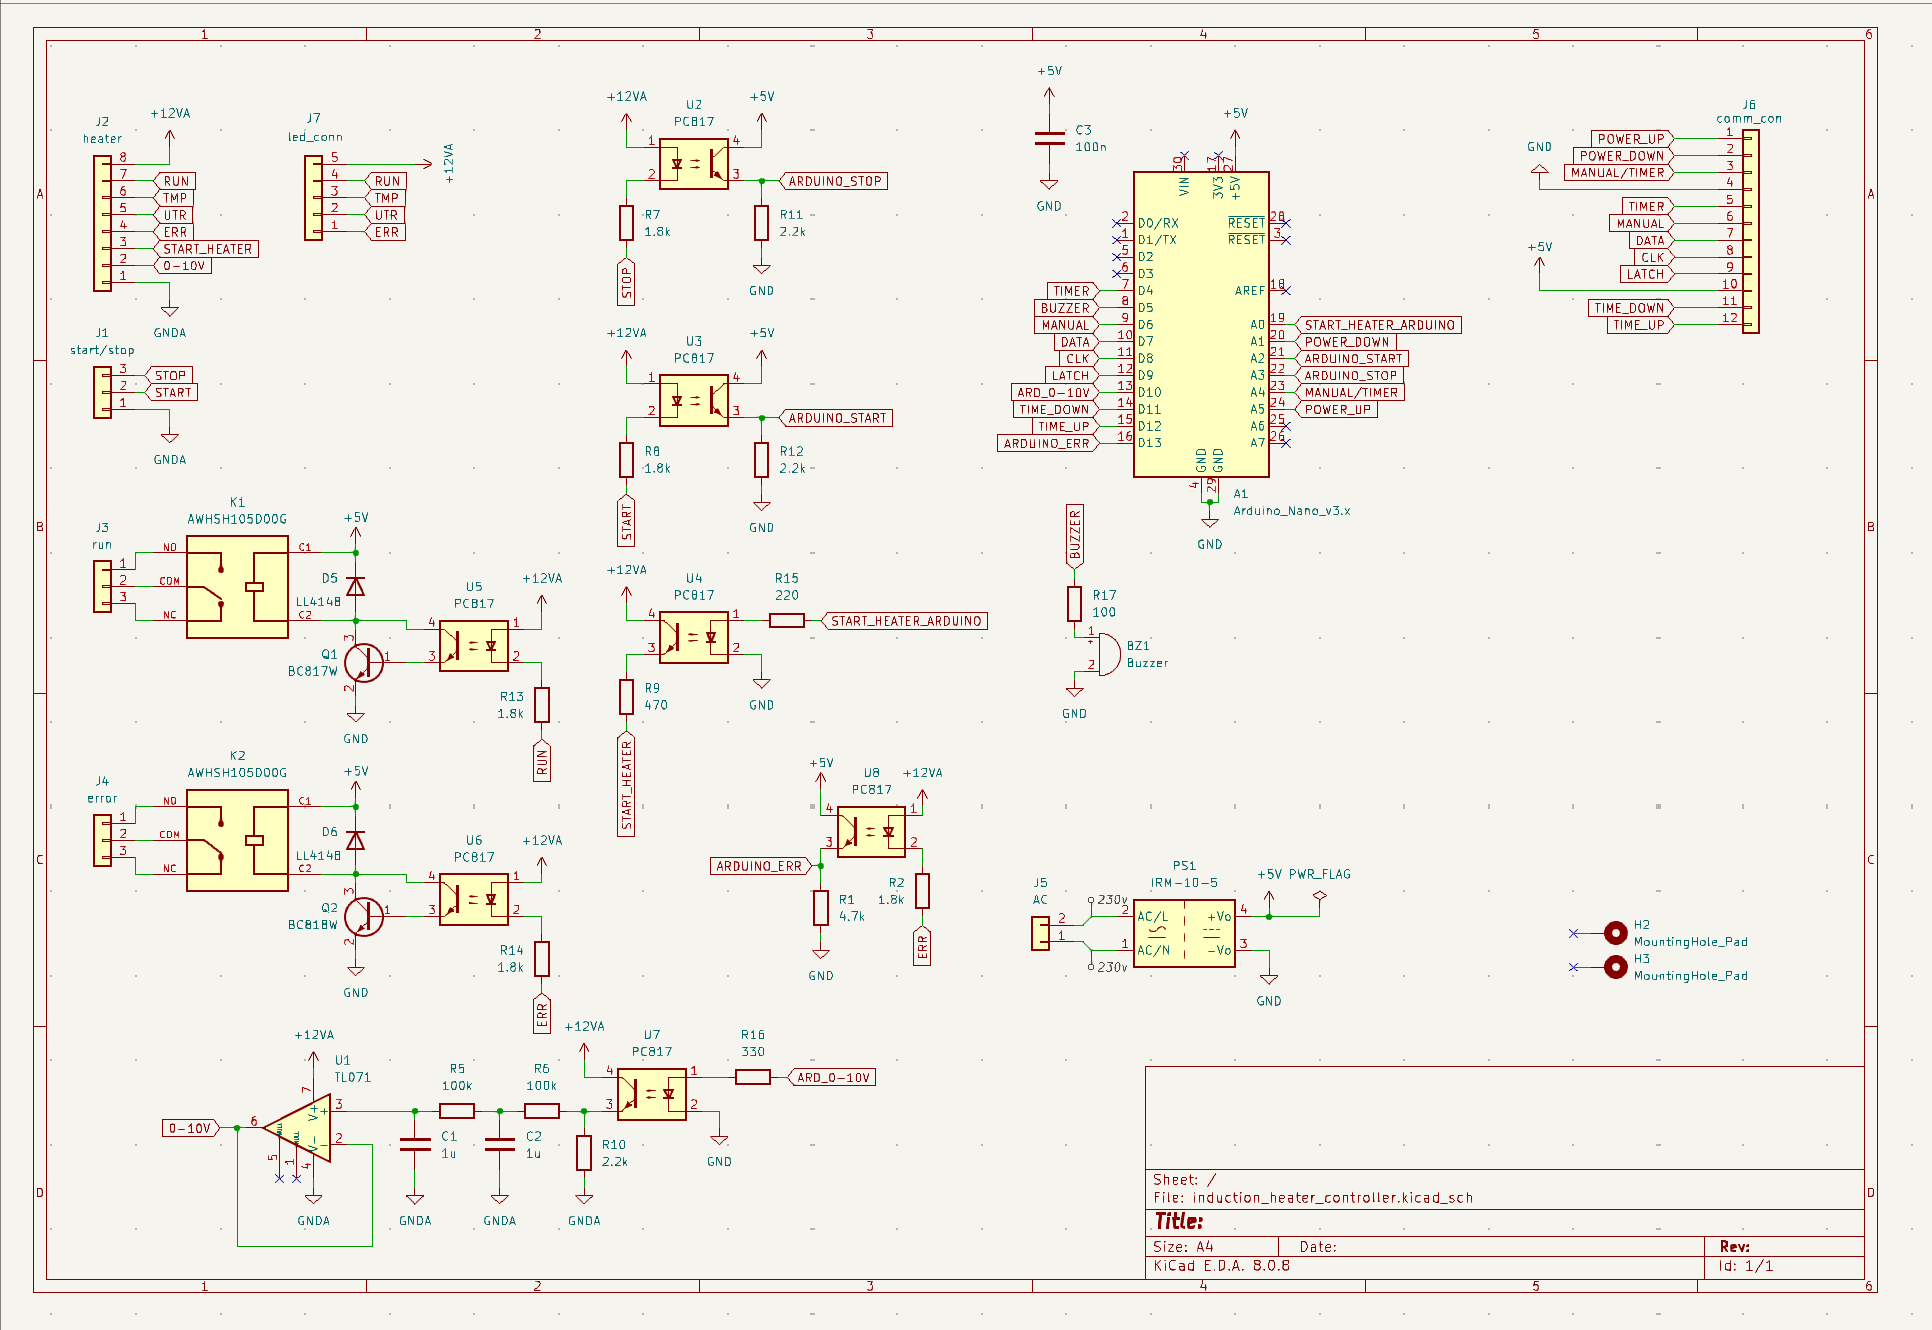 1 2 3 4 5 6
A
B
C
D
J2
heater
+12VA
8
7 RUN
6 TMP
5 UTR
4 ERR
3 START_HEATER
2 0-10V
1
GNDA
J7
led_conn
5 +12VA
4 RUN
3 TMP
2 UTR
1 ERR
J1
start/stop
3 STOP
2 START
1
GNDA
+12VA
U2
PC817
+5V
1 4
2 3
ARDUINO_STOP
R7
1.8k
R11
2.2k
STOP
GND
+12VA
U3
PC817
+5V
1 4
2 3
ARDUINO_START
R8
1.8k
R12
2.2k
START
GND
K1
AWHSH105D00G
J3
run
1
2
3
NO
COM
NC
C1
C2
+5V
D5
LL4148
Q1
BC817W
3
1
2
GND
U5
PC817
+12VA
4 1
3 2
R13
1.8k
RUN
+12VA
U4
PC817
4 1
3 2
R15
220
START_HEATER_ARDUINO
R9
470
GND
START_HEATER
K2
AWHSH105D00G
J4
error
1
2
3
NO
COM
NC
C1
C2
+5V
D6
LL4148
Q2
BC818W
3
1
2
GND
U6
PC817
+12VA
4 1
3 2
R14
1.8k
ERR
+5V
U8
PC817
+12VA
4 1
3 2
ARDUINO_ERR
R1
4.7k
R2
1.8k
GND
ERR
+12VA
U1
TL071
7
3
2
6
5
1
4
V+
V-
NULL
NULL
0-10V
GNDA
R5
100k
R6
100k
C1
1u
C2
1u
GNDA
GNDA
+12VA
U7
PC817
4 1
3 2
R16
330
ARD_0-10V
R10
2.2k
GNDA
GND
+5V
C3
100n
GND
+5V
30 17 27
VIN 3V3 +5V
2 D0/RX
1 D1/TX
5 D2
6 D3
TIMER 7 D4
BUZZER 8 D5
MANUAL 9 D6
DATA 10 D7
CLK 11 D8
LATCH 12 D9
ARD_0-10V 13 D10
TIME_DOWN 14 D11
TIME_UP 15 D12
ARDUINO_ERR 16 D13
RESET 28
RESET 3
AREF 18
A0 19 START_HEATER_ARDUINO
A1 20 POWER_DOWN
A2 21 ARDUINO_START
A3 22 ARDUINO_STOP
A4 23 MANUAL/TIMER
A5 24 POWER_UP
A6 25
A7 26
GND GND
4 29
A1
Arduino_Nano_v3.x
GND
BUZZER
R17
100
1
+
2
BZ1
Buzzer
GND
J6
comm_con
POWER_UP 1
POWER_DOWN 2
MANUAL/TIMER 3
GND 4
TIMER 5
MANUAL 6
DATA 7
CLK 8
LATCH 9
+5V 10
TIME_DOWN 11
TIME_UP 12
J5
AC
2
1
230v
230v
PS1
IRM-10-5
2 AC/L +Vo 4
1 AC/N -Vo 3
+5V PWR_FLAG
GND
H2
MountingHole_Pad
H3
MountingHole_Pad
Sheet: /
File: induction_heater_controller.kicad_sch
Title:
Size: A4 Date: Rev:
KiCad E.D.A. 8.0.8 Id: 1/1
1 2 3 4 5 6
A
B
C
D